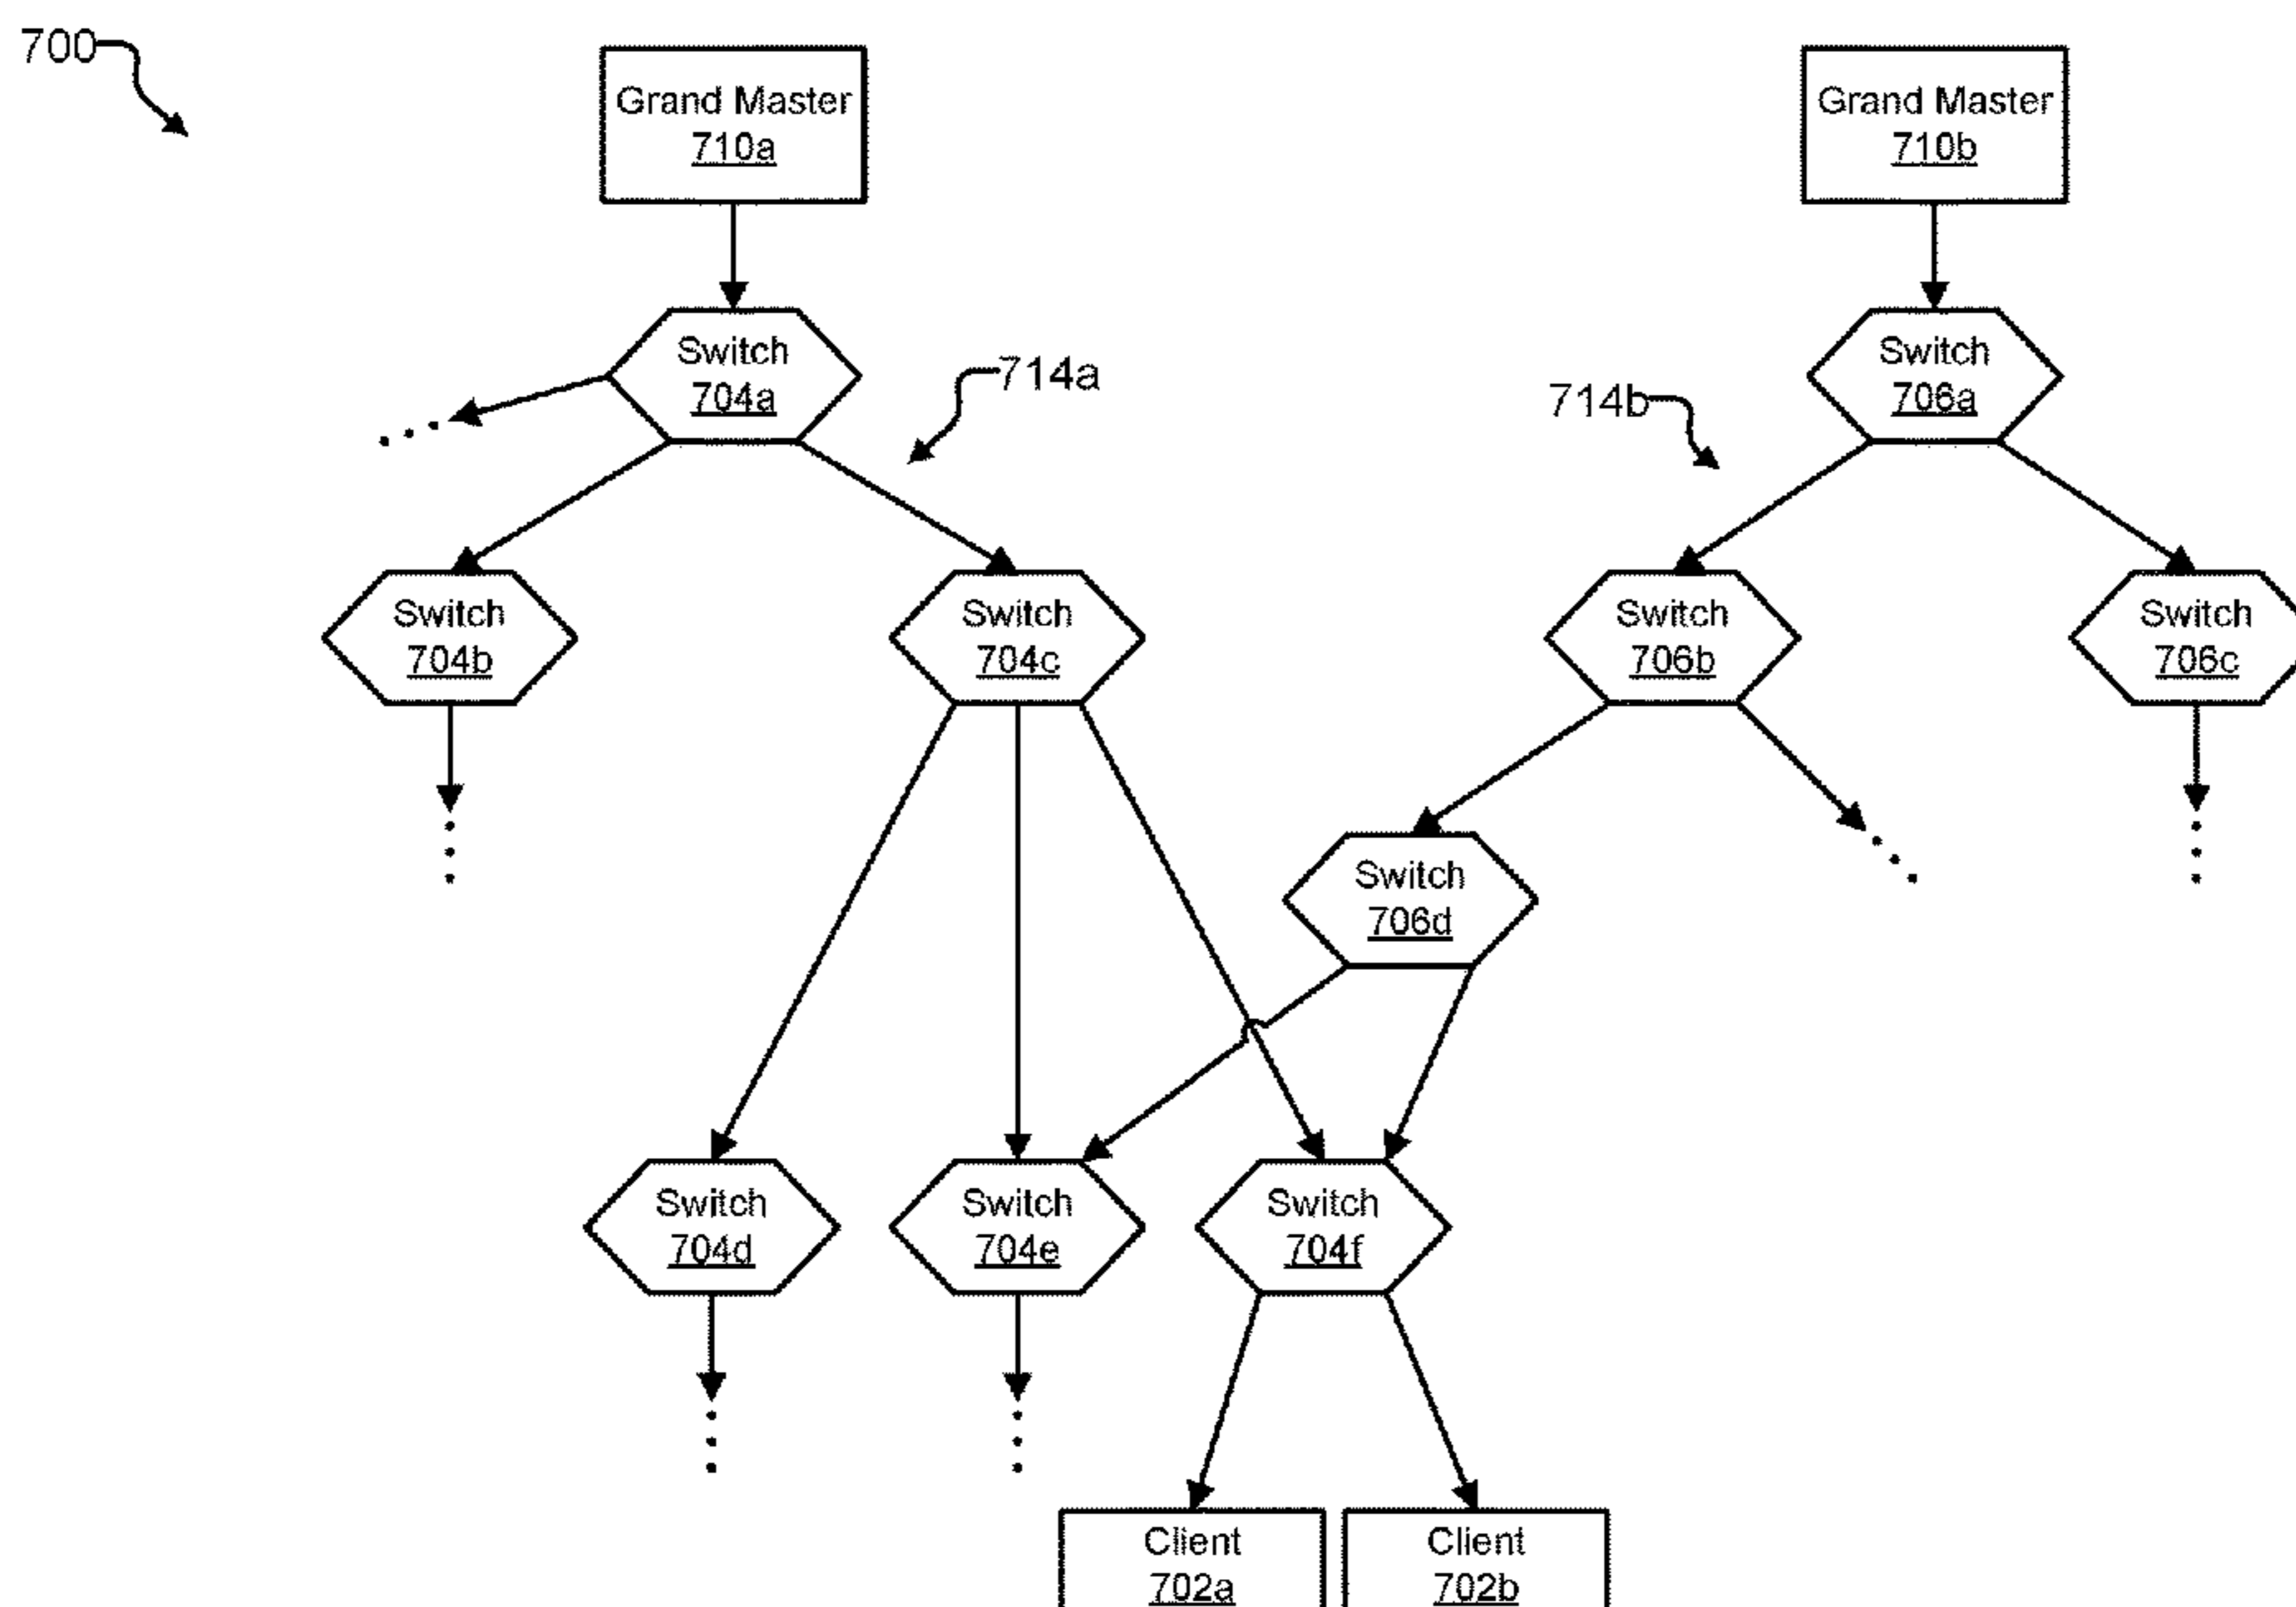 700
Grand Master
710a
Grand Master
710b
Switch
704a
714a
714b
Switch
706a
Switch
704b
Switch
704c
Switch
706b
Switch
706c
Switch
706d
Switch
704d
Switch
704e
Switch
704f
Client
702a
Client
702b